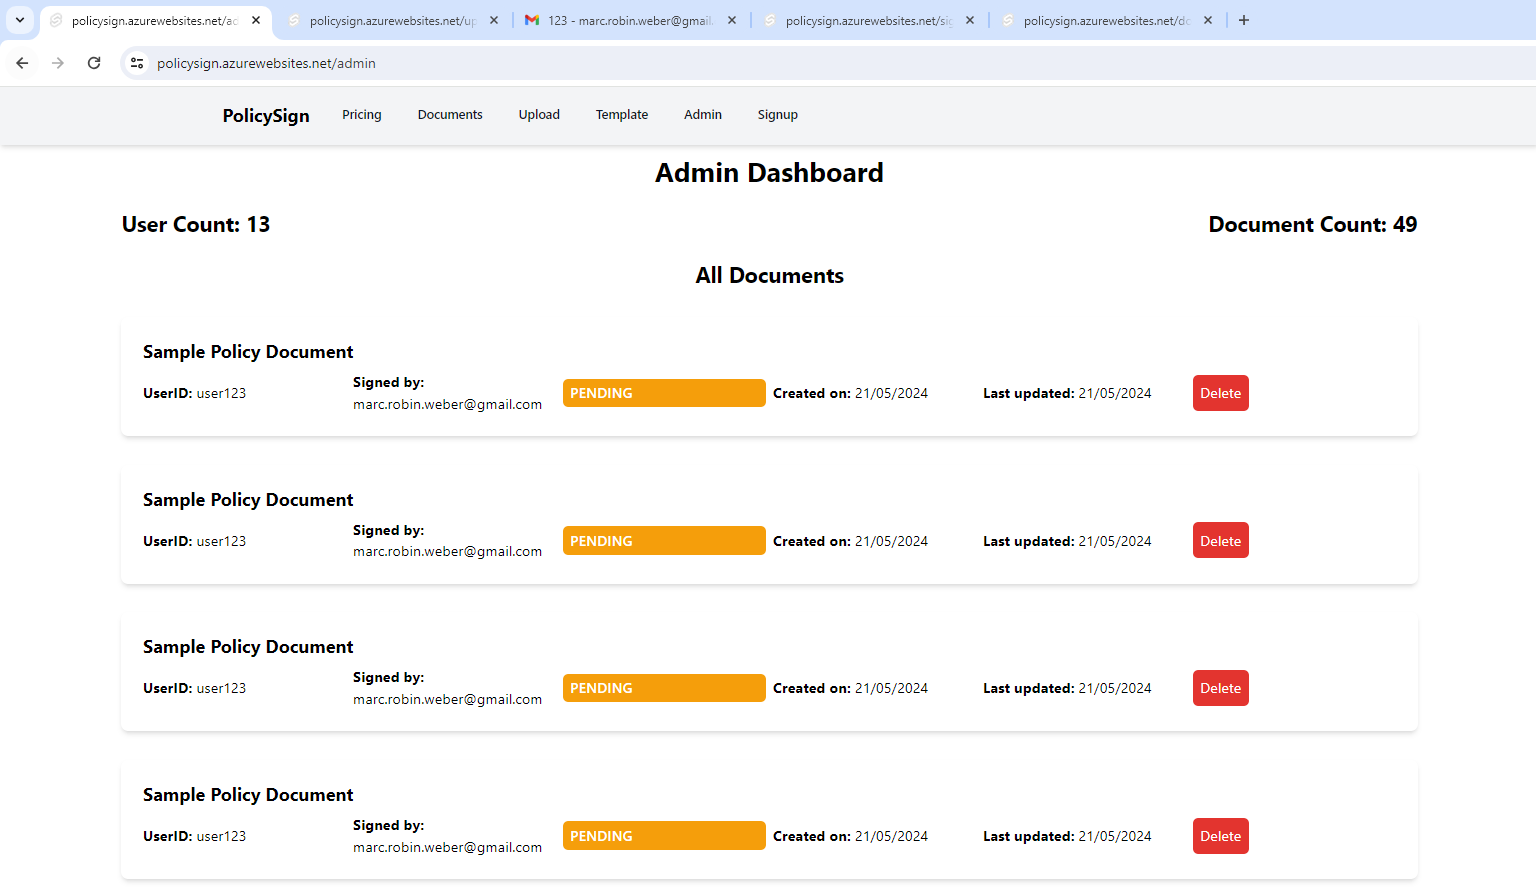 policysign.azurewebsites.net/ad
policysign.azurewebsites.net/up
123 - marc.robin.weber@gmail.
policysign.azurewebsites.net/sig
policysign.azurewebsites.net/do
policysign.azurewebsites.net/admin
PolicySign Pricing Documents Upload Template Admin Signup
Admin Dashboard
User Count: 13 Document Count: 49
All Documents
Sample Policy Document
UserID: user123
Signed by:
marc.robin.weber@gmail.com
PENDING
Created on: 21/05/2024
Last updated: 21/05/2024
Delete
Sample Policy Document
UserID: user123
Signed by:
marc.robin.weber@gmail.com
PENDING
Created on: 21/05/2024
Last updated: 21/05/2024
Delete
Sample Policy Document
UserID: user123
Signed by:
marc.robin.weber@gmail.com
PENDING
Created on: 21/05/2024
Last updated: 21/05/2024
Delete
Sample Policy Document
UserID: user123
Signed by:
marc.robin.weber@gmail.com
PENDING
Created on: 21/05/2024
Last updated: 21/05/2024
Delete